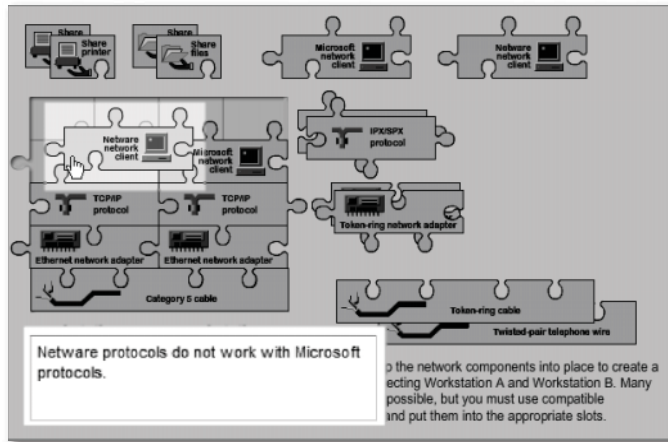 Share
Share
printer
Share
Share
files
Microsoft
network
client
Netware
network
client
Netware
network
client
Microsoft
network
client
IPX/SPX
protocol
TCP/IP
protocol
TCP/IP
protocol
Token-ring network adapter
Ethernet network adapter
Ethernet network adapter
Category 5 cable
Token-ring cable
Twisted-pair telephone wire
Netware protocols do not work with Microsoft
protocols.
the network components into place to create a
ecting Workstation A and Workstation B. Many
possible, but you must use compatible
and put them into the appropriate slots.